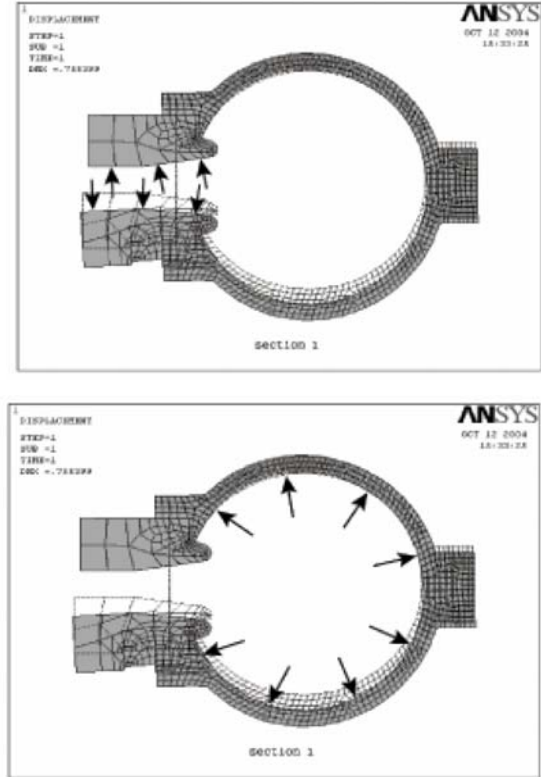 1
ANSYS
DISPLACEMENT
OCT 12 2004
STEP=1
SUB =1
TIME=1
section 1
1
ANSYS
DISPLACEMENT
OCT 12 2004
STEP=1
SUB =1
TIME=1
section 1